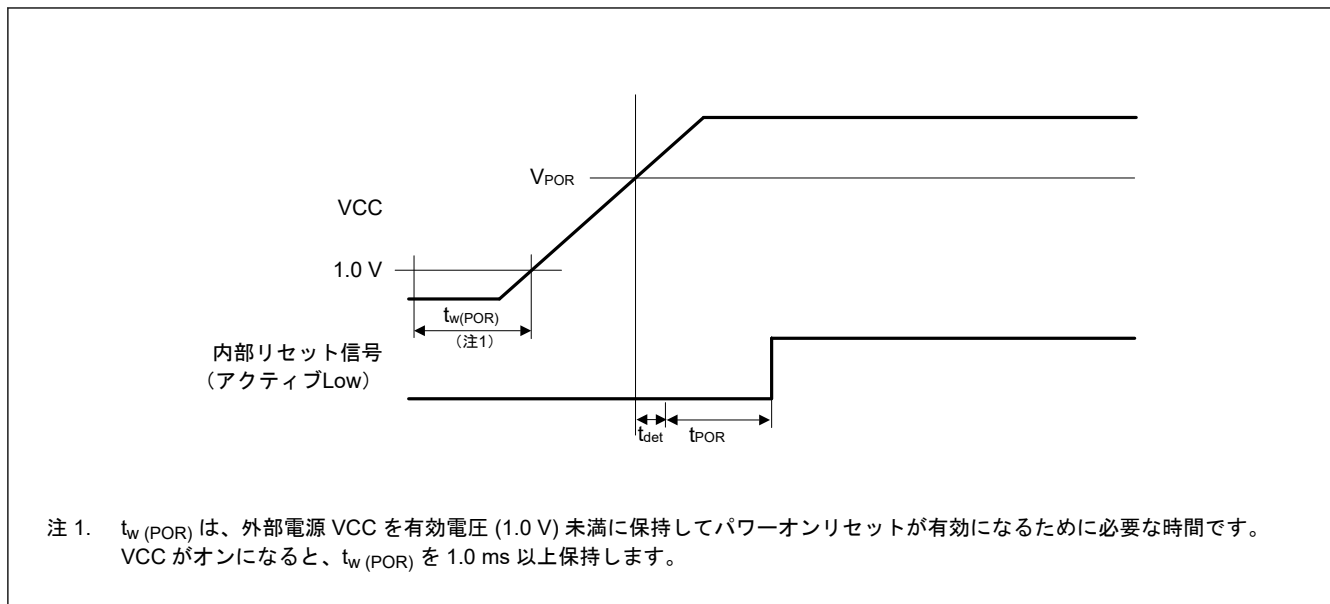 VPOR
VCC
1.0 V
tw(POR)
（注1）
内部リセット信号
（アクティブLow）
tdet
tPOR
注 1. tw (POR) は、外部電源 VCC を有効電圧 (1.0 V) 未満に保持してパワーオンリセットが有効になるために必要な時間です。
VCC がオンになると、tw (POR) を 1.0 ms 以上保持します。